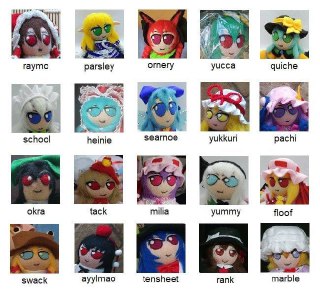 raymc parsley ornery yucca quiche
school heinie searnoe yukkuri pachi
okra tack milia yummy floof
swack ayylmao tensheet rank marble